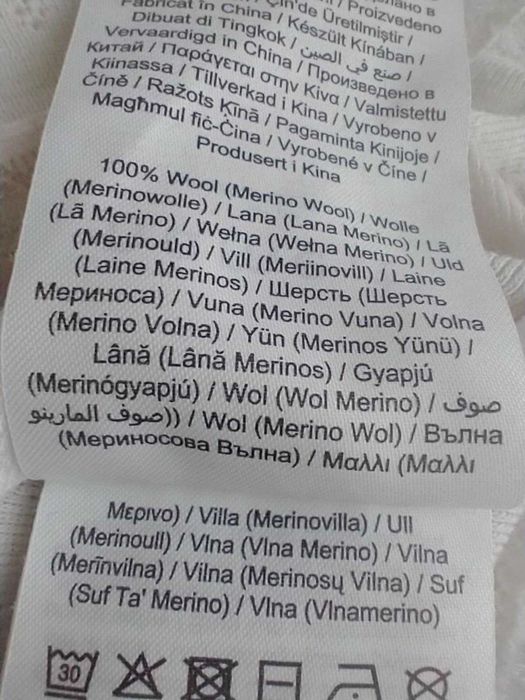 Fabricat în China / Készült Kínában /
Dibuat di Tingkok / صنع في الصين /
Vervaardigd in China / Произведено в
Китай / Παράγεται στην Κίνα / Valmistettu
Kiinassa / Tillverkad i Kina / Vyrobeno v
Číně / Ražots Ķīnā / Pagaminta Kinijoje /
Magħmul fiċ-Ċina / Vyrobené v Číne /
Produsert i Kina
100% Wool (Merino Wool) / Wolle
(Merinowolle) / Lana (Lana Merino) / Lã
(Lã Merino) / Wełna (Wełna Merino) / Uld
(Merinould) / Vill (Meriinovill) / Laine
(Laine Merinos) / Шерсть (Шерсть
Мериноса) / Vuna (Merino Vuna) / Volna
(Merino Volna) / Yün (Merinos Yünü) /
Lână (Lână Merinos) / Gyapjú
(Merinógyapjú) / Wol (Wol Merino) / صوف
(صوف المارينو)) / Wol (Merino Wol) / Вълна
(Мериносова Вълна) / Μαλλι (Μαλλι
Μερινο) / Villa (Merinovilla) / Ull
(Merinoull) / Vlna (Vlna Merino) / Vilna
(Merīnvilna) / Vilna (Merinosų Vilna) / Suf
(Suf Ta' Merino) / Vlna (Vlnamerino)
30